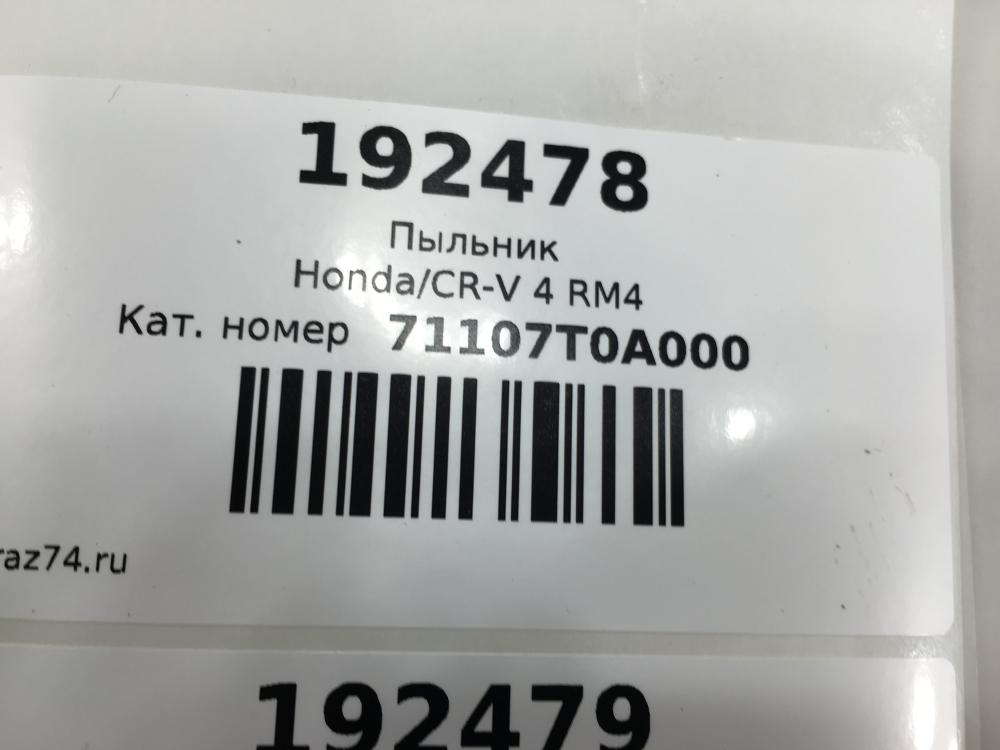 192478
Пыльник
Honda/CR-V 4 RM4
Кат. номер 71107T0A000
raz74.ru
192479